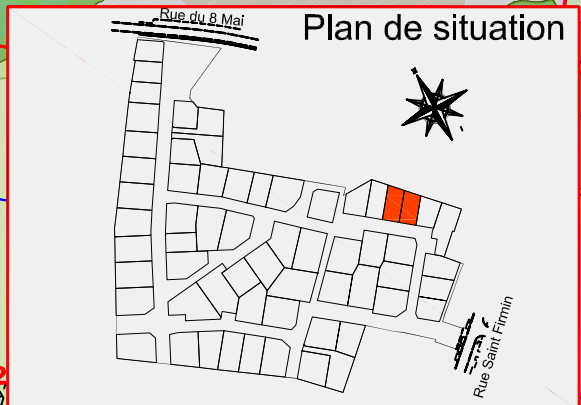 Rue du 8 Mai
Plan de situation
Rue Saint Firmin